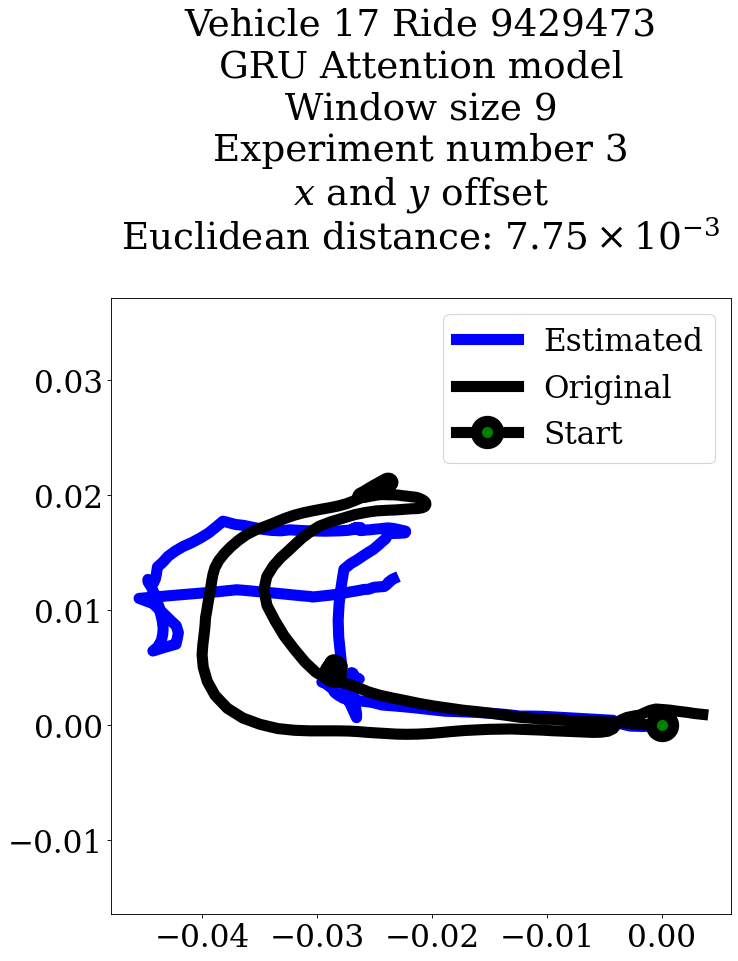 Vehicle 17 Ride 9429473
GRU Attention model
Window size 9
Experiment number 3
x and y offset
Euclidean distance: 7.75 × 10⁻³
Estimated
Original
Start
0.03
0.02
0.01
0.00
−0.01
−0.04 −0.03 −0.02 −0.01 0.00